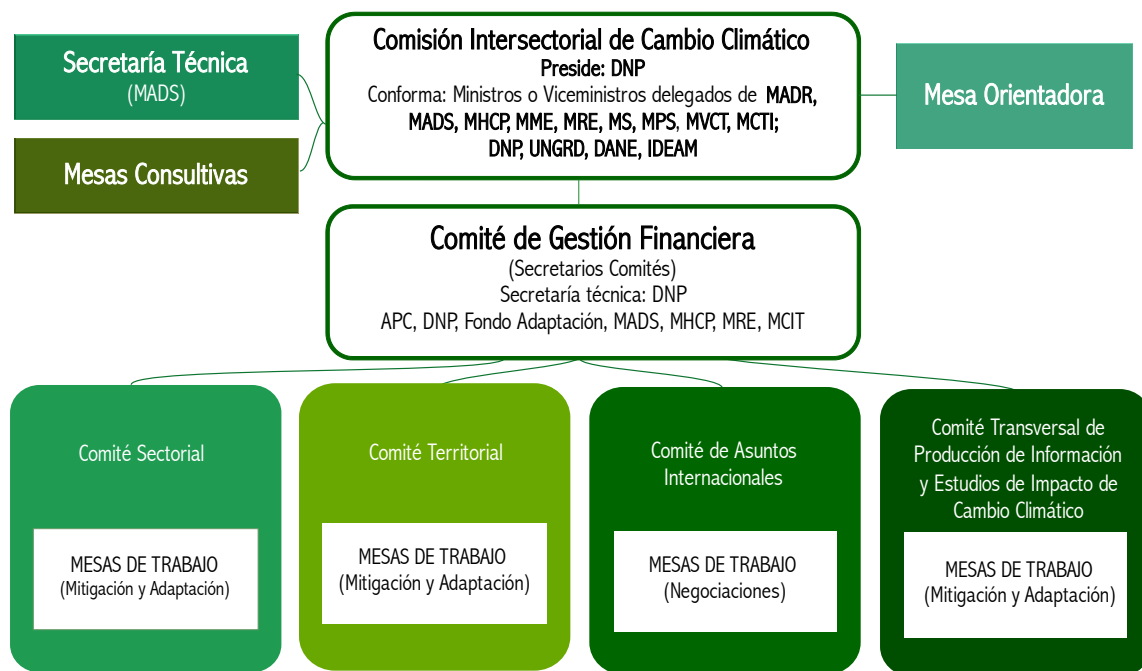 Secretaría Técnica
(MADS)
Mesas Consultivas
Comisión Intersectorial de Cambio Climático
Preside: DNP
Conforma: Ministros o Viceministros delegados de MADR,
MADS, MHCP, MME, MRE, MS, MPS, MVCT, MCTI;
DNP, UNGRD, DANE, IDEAM
Mesa Orientadora
Comité de Gestión Financiera
(Secretarios Comités)
Secretaría técnica: DNP
APC, DNP, Fondo Adaptación, MADS, MHCP, MRE, MCIT
Comité Sectorial
MESAS DE TRABAJO
(Mitigación y Adaptación)
Comité Territorial
MESAS DE TRABAJO
(Mitigación y Adaptación)
Comité de Asuntos
Internacionales
MESAS DE TRABAJO
(Negociaciones)
Comité Transversal de
Producción de Información
y Estudios de Impacto de
Cambio Climático
MESAS DE TRABAJO
(Mitigación y Adaptación)